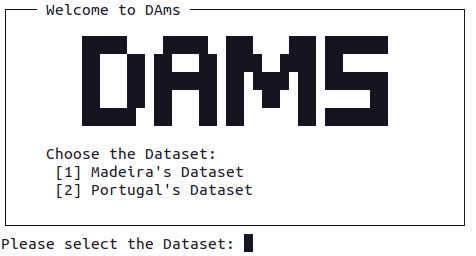 Welcome to DAms
DAMS
Choose the Dataset:
[1] Madeira's Dataset
[2] Portugal's Dataset
Please select the Dataset: